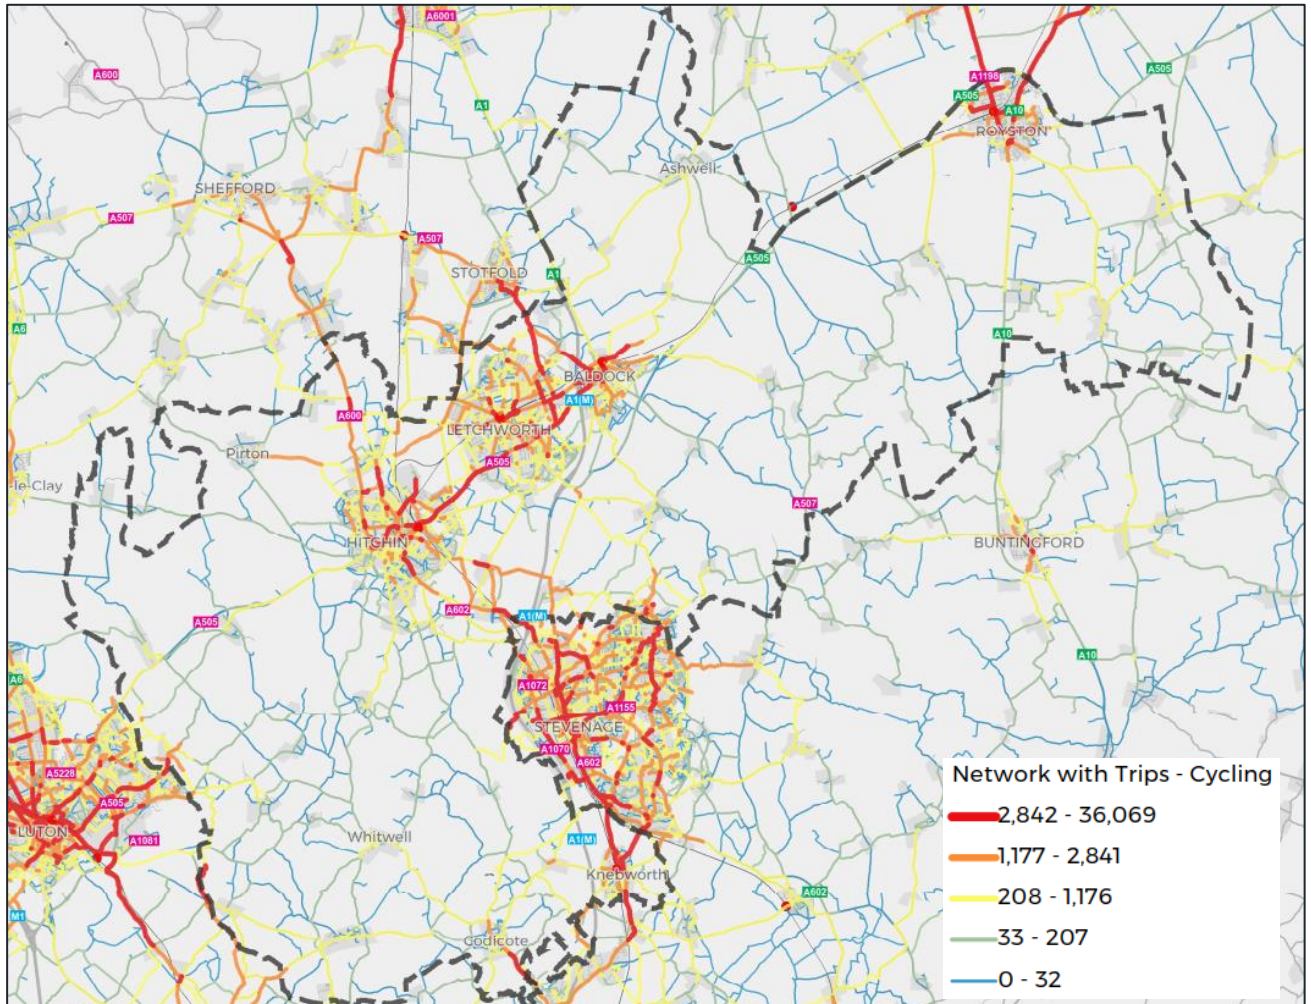 A6001
A600
A1198
A505
A505
A1
A10
ROYSTON
Ashwell
SHEFFORD
A507
A507
A505
STOTFOLD
A1
A6
A10
BALDOCK
A1(M)
A600
LETCHWORTH
Pirton
A505
le-Clay
A507
HITCHIN
BUNTINGFORD
A602
A1(M)
A505
A10
A6
A1072
A1155
STEVENAGE
A1070
A602
A5228
A505
LUTON
A1081
Whitwell
A1(M)
Knebworth
A602
M1
Codicote
Network with Trips - Cycling
2,842 - 36,069
1,177 - 2,841
208 - 1,176
33 - 207
0 - 32